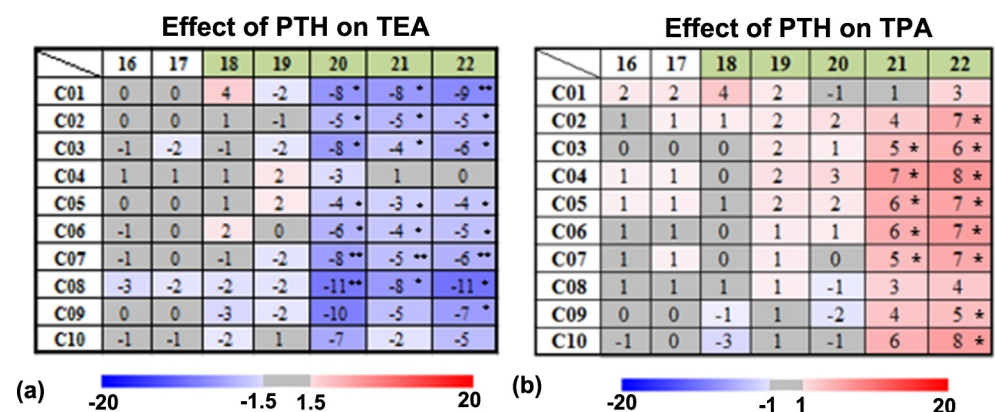 Effect of PTH on TEA
16 17 18 19 20 21 22
C01 0 0 4 -2 -8 * -8 * -9 **
C02 0 0 1 -1 -5 * -5 * -5 *
C03 -1 -2 -1 -2 -8 * -4 * -6 *
C04 1 1 1 2 -3 1 0
C05 0 0 1 2 -4 * -3 * -4 *
C06 -1 0 2 0 -6 * -4 * -5 *
C07 -1 0 -1 -2 -8 ** -5 ** -6 **
C08 -3 -2 -2 -2 -11 ** -8 * -11 *
C09 0 0 -3 -2 -10 -5 -7 *
C10 -1 -1 -2 1 -7 -2 -5
(a)
-20 -1.5 1.5 20
Effect of PTH on TPA
16 17 18 19 20 21 22
C01 2 2 4 2 -1 1 3
C02 1 1 1 2 2 4 7 *
C03 0 0 0 2 1 5 * 6 *
C04 1 1 0 2 3 7 * 8 *
C05 1 1 1 2 2 6 * 7 *
C06 1 1 0 1 1 6 * 7 *
C07 1 1 0 1 0 5 * 7 *
C08 1 1 1 1 -1 3 4
C09 0 0 -1 1 -2 4 5 *
C10 -1 0 -3 1 -1 6 8 *
(b)
-20 -1 1 20